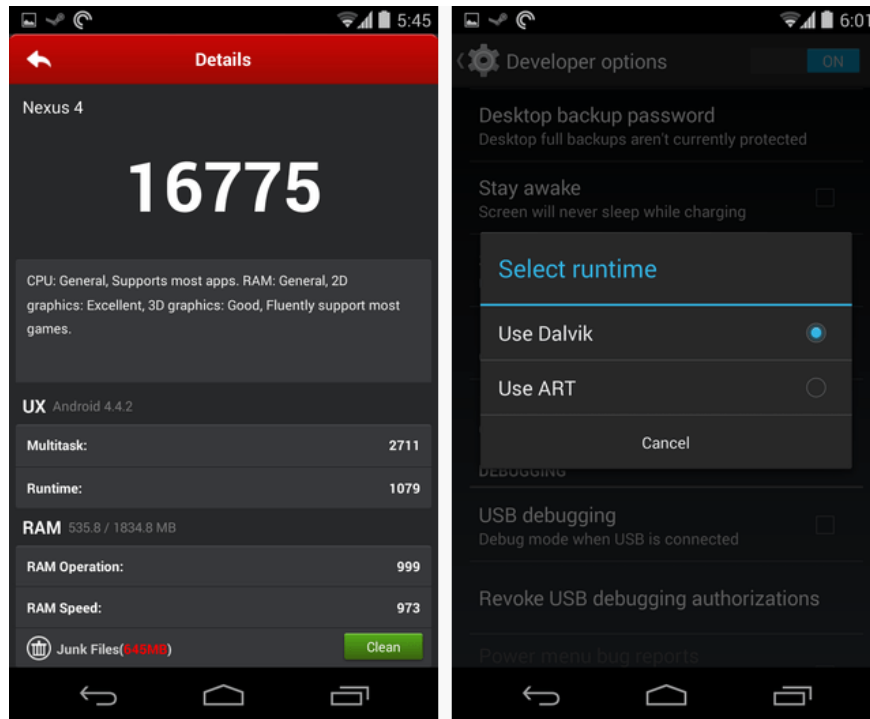 5:45
Details
Nexus 4
16775
CPU: General, Supports most apps. RAM: General, 2D
graphics: Excellent, 3D graphics: Good, Fluently support most
games.
UX Android 4.4.2
Multitask: 2711
Runtime: 1079
RAM 535.8 / 1834.8 MB
RAM Operation: 999
RAM Speed: 973
Junk Files(645MB) Clean
6:01
Developer options ON
Desktop backup password
Desktop full backups aren't currently protected
Stay awake
Screen will never sleep while charging
Select runtime
Use Dalvik
Use ART
Cancel
DEBUGGING
USB debugging
Debug mode when USB is connected
Revoke USB debugging authorizations
Power menu bug reports